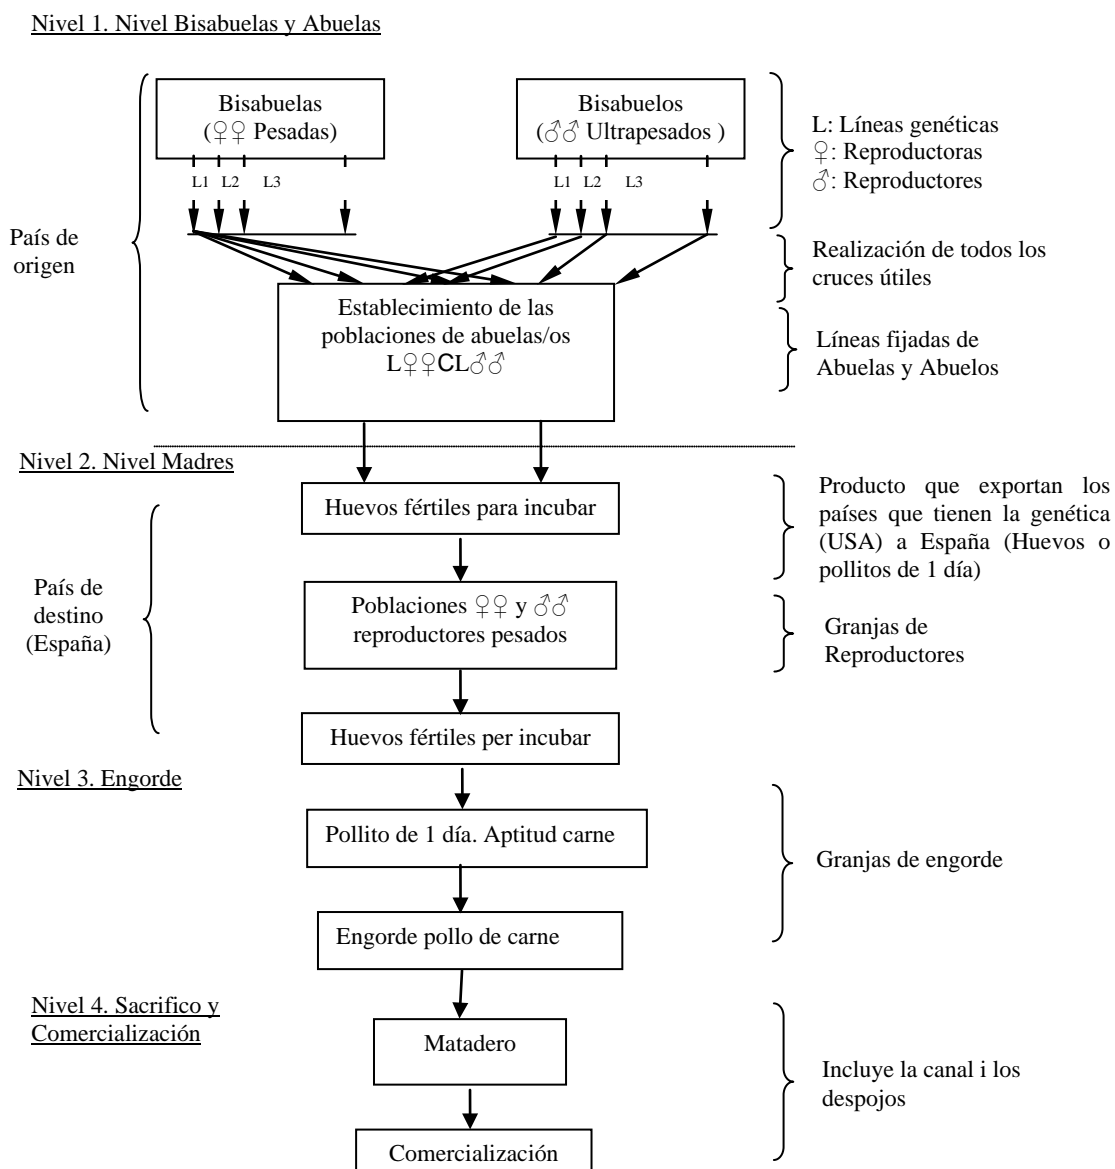 Nivel 1. Nivel Bisabuelas y Abuelas
Bisabuelas
(♀♀ Pesadas)
Bisabuelos
(♂♂ Ultrapesados )
L: Líneas genéticas
♀: Reproductoras
♂: Reproductores
L1 L2 L3
L1 L2 L3
País de
origen
Realización de todos los
cruces útiles
Establecimiento de las
poblaciones de abuelas/os
L♀♀CL♂♂
Líneas fijadas de
Abuelas y Abuelos
Nivel 2. Nivel Madres
Huevos fértiles para incubar
Producto que exportan los
países que tienen la genética
(USA) a España (Huevos o
pollitos de 1 día)
País de
destino
(España)
Poblaciones ♀♀ y ♂♂
reproductores pesados
Granjas de
Reproductores
Huevos fértiles per incubar
Nivel 3. Engorde
Pollito de 1 día. Aptitud carne
Granjas de engorde
Engorde pollo de carne
Nivel 4. Sacrifico y
Comercialización
Matadero
Incluye la canal i los
despojos
Comercialización